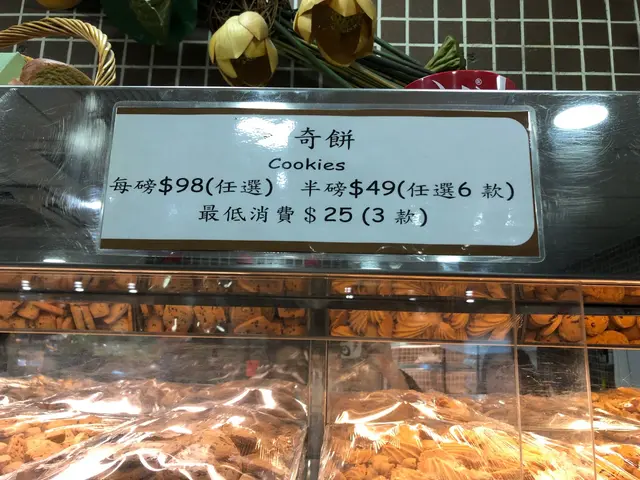 奇餅
Cookies
每磅$98(任選) 半磅$49(任選6 款)
最低消費$25(3 款)